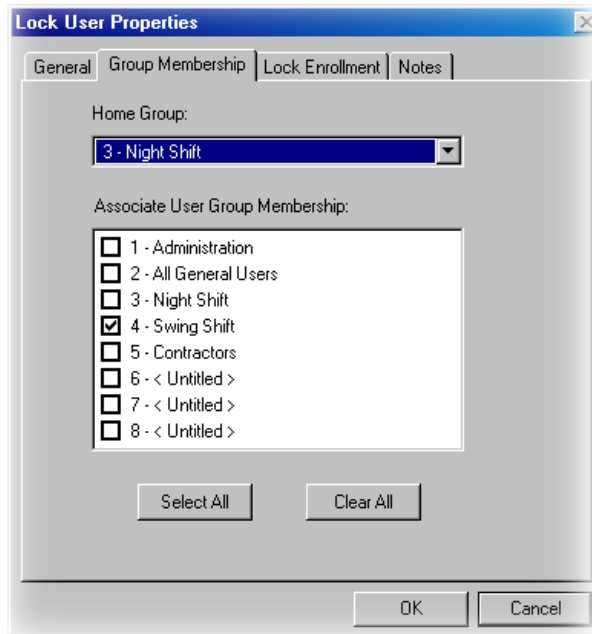 Lock User Properties
General Group Membership Lock Enrollment Notes
Home Group:
3 - Night Shift
Associate User Group Membership:
1 - Administration
2 - All General Users
3 - Night Shift
4 - Swing Shift
5 - Contractors
6 - < Untitled >
7 - < Untitled >
8 - < Untitled >
Select All Clear All
OK Cancel